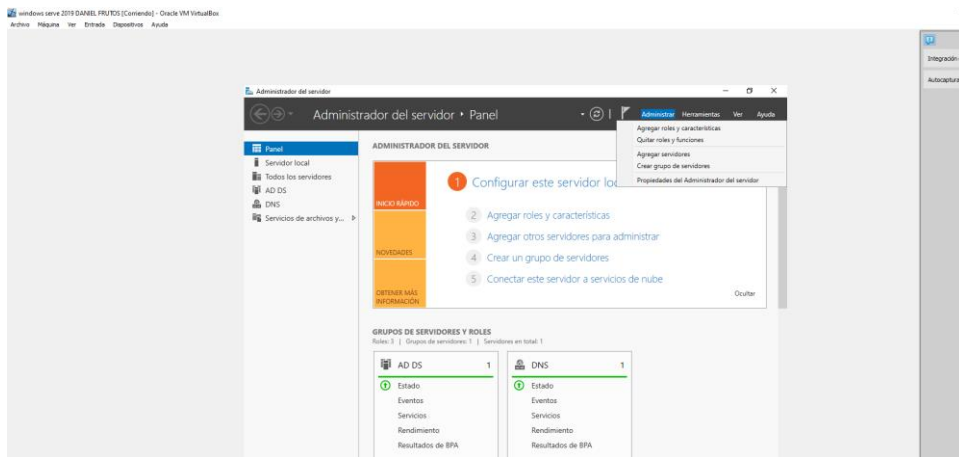 windows serve 2019 DANIEL FRUTOS [Corriendo] - Oracle VM VirtualBox
Archivo Máquina Ver Entrada Dispositivos Ayuda
Integración
Autocaptura
Administrador del servidor
Administrador del servidor • Panel
Administrar Herramientas Ver Ayuda
Agregar roles y características
Quitar roles y funciones
Agregar servidores
Crear grupo de servidores
Propiedades del Administrador del servidor
Panel
Servidor local
Todos los servidores
AD DS
DNS
Servicios de archivos y...
ADMINISTRADOR DEL SERVIDOR
INICIO RÁPIDO
NOVEDADES
OBTENER MÁS
INFORMACIÓN
1 Configurar este servidor loc
2 Agregar roles y características
3 Agregar otros servidores para administrar
4 Crear un grupo de servidores
5 Conectar este servidor a servicios de nube
Ocultar
GRUPOS DE SERVIDORES Y ROLES
Roles: 3 | Grupos de servidores: 1 | Servidores en total: 1
AD DS 1
Estado
Eventos
Servicios
Rendimiento
Resultados de BPA
DNS 1
Estado
Eventos
Servicios
Rendimiento
Resultados de BPA